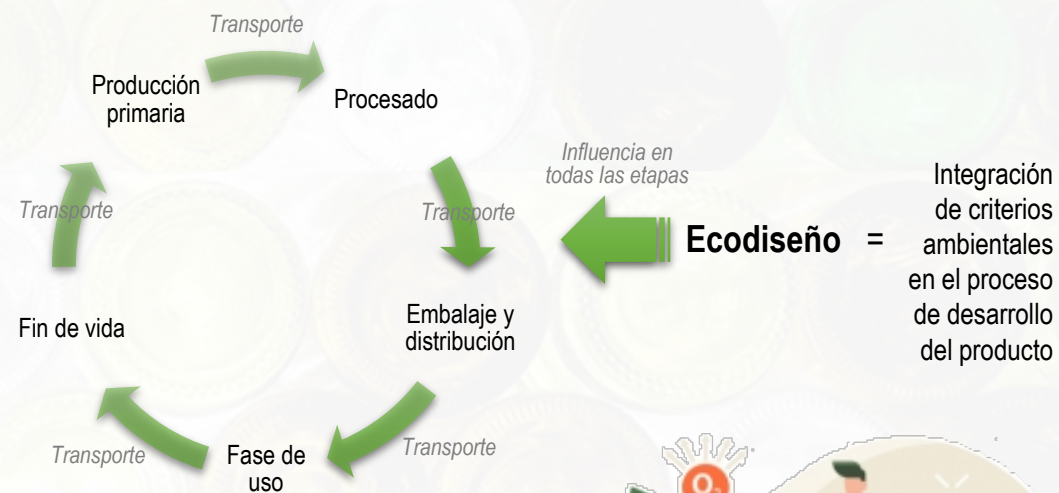 Transporte
Producción
primaria
Procesado
Transporte
Transporte
Influencia en
todas las etapas
Ecodiseño =
Integración
de criterios
ambientales
en el proceso
de desarrollo
del producto
Fin de vida
Embalaje y
distribución
Transporte
Fase de
uso
Transporte
O₃